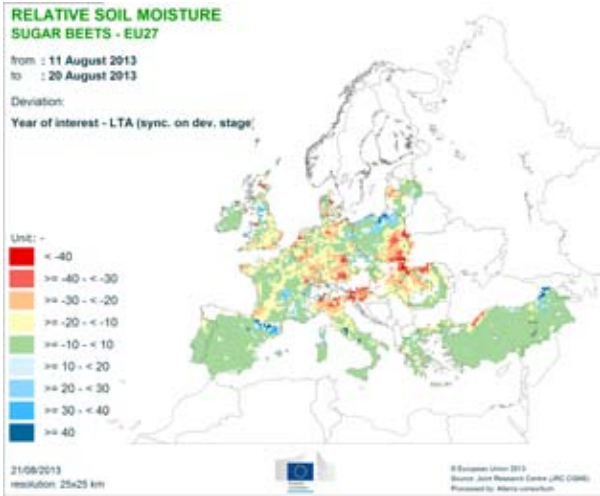 RELATIVE SOIL MOISTURE
SUGAR BEETS - EU27
from : 11 August 2013
to : 20 August 2013
Deviation:
Year of interest - LTA (sync. on dev. stage
Unit: -
< -40
>= -40 - < -30
>= -30 - < -20
>= -20 - < -10
>= -10 - < 10
>= 10 - < 20
>= 20 - < 30
>= 30 - < 40
>= 40
21/08/2013
resolution: 25x25 km
© European Union 2013
Source: Joint Research Centre (JRC
Processed by: Alterra consortium